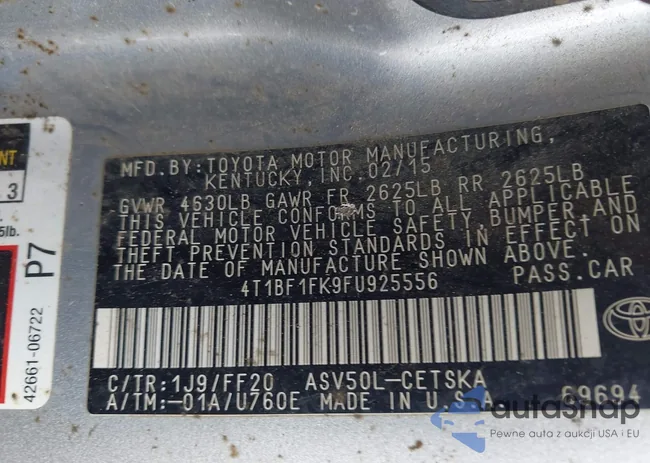 MFD.BY:TOYOTA MOTOR MANUFACTURING,
KENTUCKY, INC. 02/15
GVWR 4630LB GAWR FR 2625LB RR 2625LB
THIS VEHICLE CONFORMS TO ALL APPLICABLE
FEDERAL MOTOR VEHICLE SAFETY, BUMPER, AND
THEFT PREVENTION STANDARDS IN EFFECT ON
THE DATE OF MANUFACTURE SHOWN ABOVE.
4T1BF1FK9FU925556 PASS.CAR
C/TR:1J9/FF20 ASV50L-CETSKA
A/TM:-01A/U760E MADE IN U.S.A. 69694
TOYOTA
3
5lb.
P7
42661-06722
autoSnap
Pewne auta z aukcji USA i EU